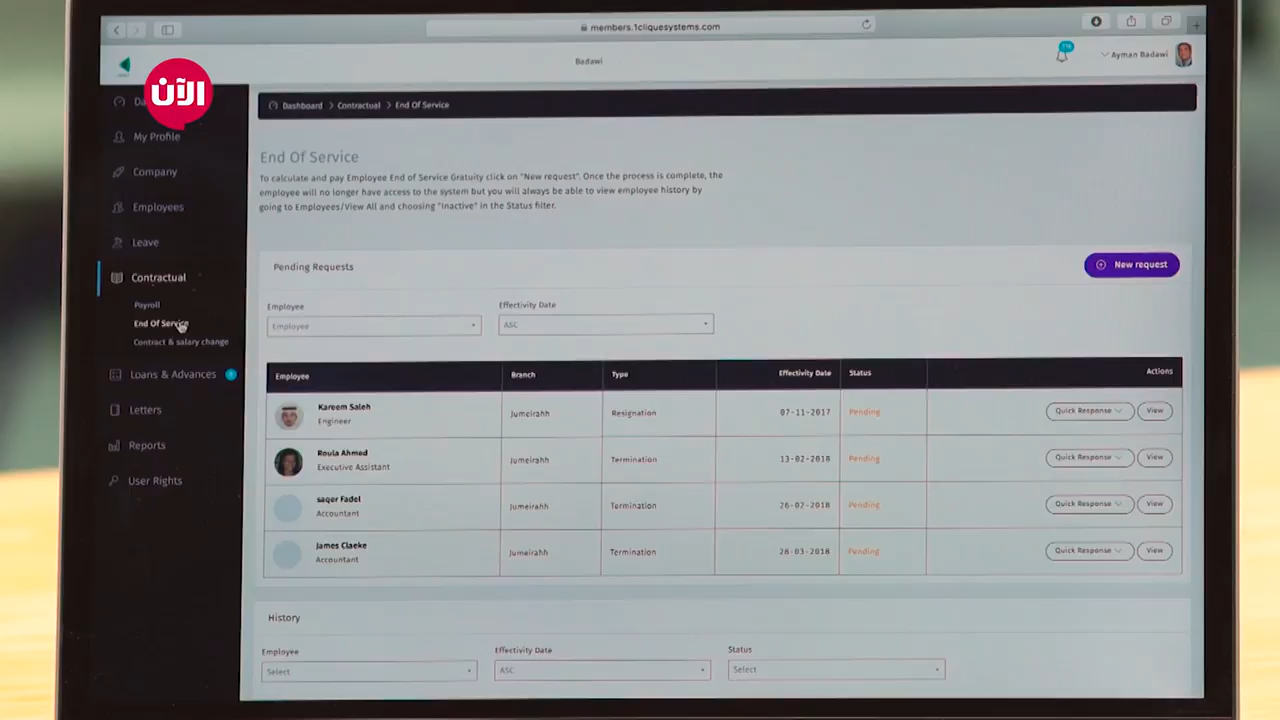 members.1cliquesystems.com
Badawi
Ayman Badawi
الآن
My Profile
Company
Employees
Leave
Contractual
Payroll
End Of Service
Contract & salary change
Loans & Advances
Letters
Reports
User Rights
Dashboard > Contractual > End Of Service
End Of Service
To calculate and pay Employee End of Service Gratuity click on "New request". Once the process is complete, the
employee will no longer have access to the system but you will always be able to view employee history by
going to Employees/View All and choosing "Inactive" in the Status filter.
Pending Requests
New request
Employee Effectivity Date
Employee ASC
Employee Branch Type Effectivity Date Status Actions
Kareem Saleh
Engineer
Jumeirahh Resignation 07-11-2017 Pending Quick Response View
Roula Ahmed
Executive Assistant
Jumeirahh Termination 13-02-2018 Pending Quick Response View
saqer Fadel
Accountant
Jumeirahh Termination 26-02-2018 Pending Quick Response View
James Claeke
Accountant
Jumeirahh Termination 28-03-2018 Pending Quick Response View
History
Employee Effectivity Date Status
Select ASC Select